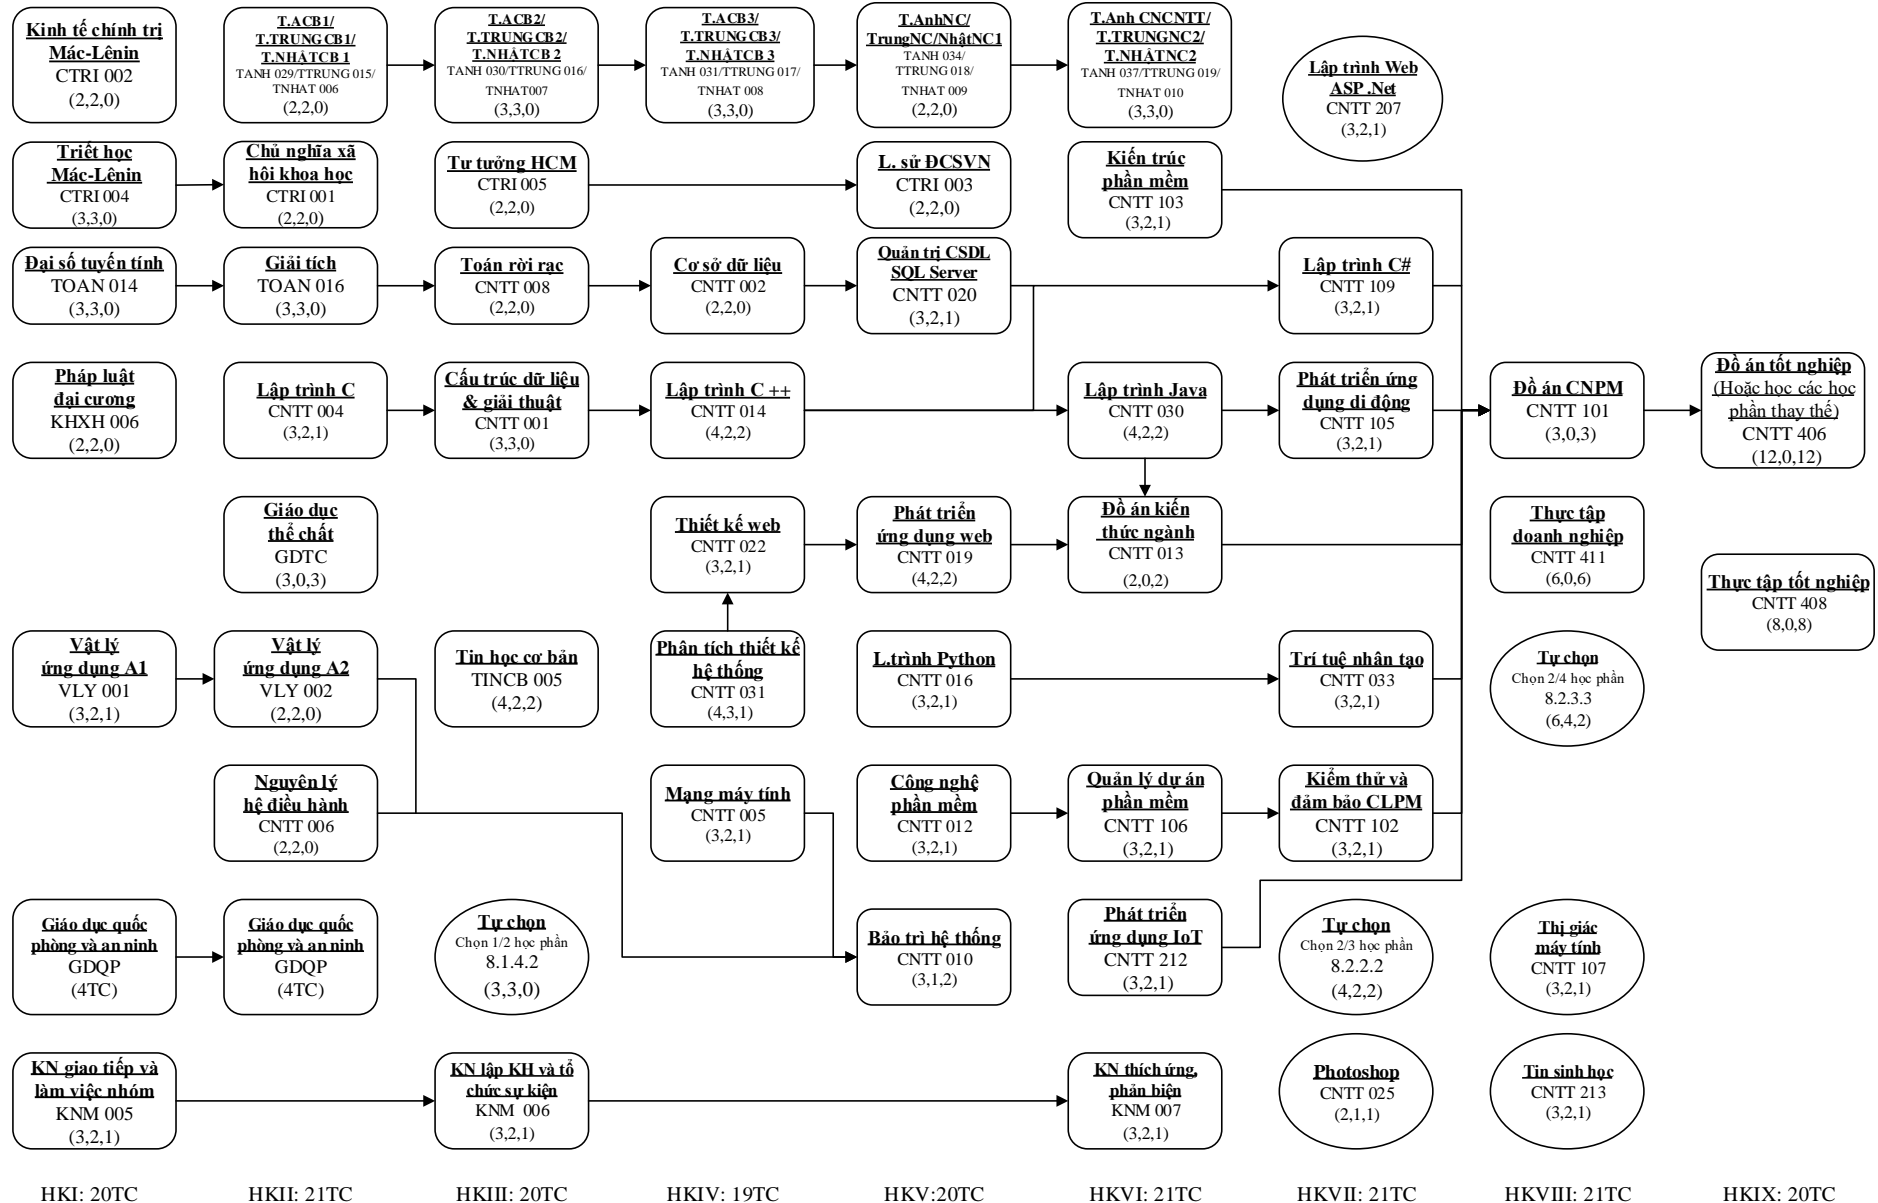 Kinh tế chính trị
Mác-Lênin
CTRI 002
(2,2,0)
T.ACB1/
T.TRUNG CB1/
T.NHẬTCB 1
TANH 029/TTRUNG 015/
TNHAT 006
(2,2,0)
T.ACB2/
T.TRUNG CB2/
T.NHẬTCB 2
TANH 030/TTRUNG 016/
TNHAT007
(3,3,0)
T.ACB3/
T.TRUNG CB3/
T.NHẬTCB 3
TANH 031/TTRUNG 017/
TNHAT 008
(3,3,0)
T.AnhNC/
TrungNC/NhậtNC1
TANH 034/
TTRUNG 018/
TNHAT 009
(2,2,0)
T.Anh CNCNTT/
T.TRUNGNC2/
T.NHẬTNC2
TANH 037/TTRUNG 019/
TNHAT 010
(3,3,0)
Lập trình Web
ASP .Net
CNTT 207
(3,2,1)
Triết học
Mác-Lênin
CTRI 004
(3,3,0)
Chủ nghĩa xã
hôi khoa học
CTRI 001
(2,2,0)
Tư tưởng HCM
CTRI 005
(2,2,0)
L. sử ĐCSVN
CTRI 003
(2,2,0)
Kiến trúc
phần mềm
CNTT 103
(3,2,1)
Đại số tuyến tính
TOAN 014
(3,3,0)
Giải tích
TOAN 016
(3,3,0)
Toán rời rạc
CNTT 008
(2,2,0)
Cơ sở dữ liệu
CNTT 002
(2,2,0)
Quản trị CSDL
SQL Server
CNTT 020
(3,2,1)
Lập trình C#
CNTT 109
(3,2,1)
Pháp luật
đại cương
KHXH 006
(2,2,0)
Lập trình C
CNTT 004
(3,2,1)
Cấu trúc dữ liệu
& giải thuật
CNTT 001
(3,3,0)
Lập trình C ++
CNTT 014
(4,2,2)
Lập trình Java
CNTT 030
(4,2,2)
Phát triển ứng
dụng di động
CNTT 105
(3,2,1)
Đồ án CNPM
CNTT 101
(3,0,3)
Đồ án tốt nghiệp
(Hoặc học các học
phần thay thế)
CNTT 406
(12,0,12)
Giáo dục
thể chất
GDTC
(3,0,3)
Thiết kế web
CNTT 022
(3,2,1)
Phát triển
ứng dụng web
CNTT 019
(4,2,2)
Đồ án kiến
thức ngành
CNTT 013
(2,0,2)
Thực tập
doanh nghiệp
CNTT 411
(6,0,6)
Thực tập tốt nghiệp
CNTT 408
(8,0,8)
Vật lý
ứng dụng A1
VLY 001
(3,2,1)
Vật lý
ứng dụng A2
VLY 002
(2,2,0)
Tin học cơ bản
TINCB 005
(4,2,2)
Phân tích thiết kế
hệ thống
CNTT 031
(4,3,1)
L.trình Python
CNTT 016
(3,2,1)
Trí tuệ nhân tạo
CNTT 033
(3,2,1)
Tự chọn
Chọn 2/4 học phần
8.2.3.3
(6,4,2)
Nguyên lý
hệ điều hành
CNTT 006
(2,2,0)
Mạng máy tính
CNTT 005
(3,2,1)
Công nghệ
phần mềm
CNTT 012
(3,2,1)
Quản lý dự án
phần mềm
CNTT 106
(3,2,1)
Kiểm thử và
đảm bảo CLPM
CNTT 102
(3,2,1)
Giáo dục quốc
phòng và an ninh
GDQP
(4TC)
Giáo dục quốc
phòng và an ninh
GDQP
(4TC)
Tự chọn
Chọn 1/2 học phần
8.1.4.2
(3,3,0)
Bảo trì hệ thống
CNTT 010
(3,1,2)
Phát triển
ứng dụng IoT
CNTT 212
(3,2,1)
Tự chọn
Chọn 2/3 học phần
8.2.2.2
(4,2,2)
Thị giác
máy tính
CNTT 107
(3,2,1)
KN giao tiếp và
làm việc nhóm
KNM 005
(3,2,1)
KN lập KH và tổ
chức sự kiện
KNM 006
(3,2,1)
KN thích ứng,
phản biện
KNM 007
(3,2,1)
Photoshop
CNTT 025
(2,1,1)
Tin sinh học
CNTT 213
(3,2,1)
HKI: 20TC
HKII: 21TC
HKIII: 20TC
HKIV: 19TC
HKV:20TC
HKVI: 21TC
HKVII: 21TC
HKVIII: 21TC
HKIX: 20TC